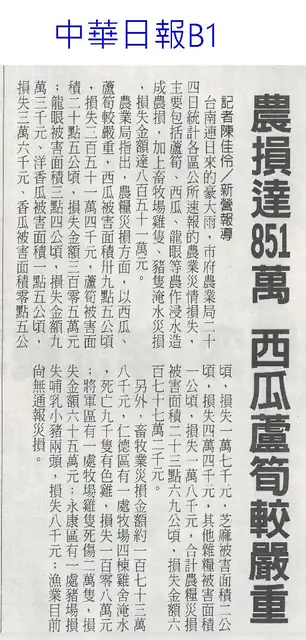 中華日報B1
農損達851萬 西瓜蘆筍較嚴重
記者陳佳伶／新營報導
台南連日來的豪大雨，市府農業局二十
四日統計各區公所速報的農業災情損失，
主要包括蘆筍、西瓜、龍眼等農作浸水造
成農損，加上畜牧場雞隻、豬隻淹水災損
，損失金額達八百五十一萬元。
農業局指出，農糧災損方面，以西瓜、
蘆筍較嚴重，西瓜被害面積卅九點五公頃
，損失三百五十一萬四千元，蘆筍被害面
積二十點五公頃，損失金額三百零五萬元
；龍眼被害面積三點四公頃，損失金額九
萬三千元、洋香瓜被害面積一點五公頃，
損失三萬六千元、香瓜被害面積零點五公
頃，損失一萬七千元，芝麻被害面積二公
頃，損失四萬四千元，其他雜糧被害面積
一公頃，損失一萬八千元，合計農糧災損
被害面積二十三點六九公頃，損失金額六
百七十七萬二千元。
另外，畜牧業災損金額約一百七十三萬
八千元，仁德區有一處牧場四棟雞舍淹水
，死亡九千隻有色雞，損失一百零八萬元
；將軍區有一處牧場雞隻死傷二萬隻，損
失金額六十五萬元；永康區有一處豬場損
失哺乳小豬兩頭，損失八千元；漁業目前
尚無通報災損。